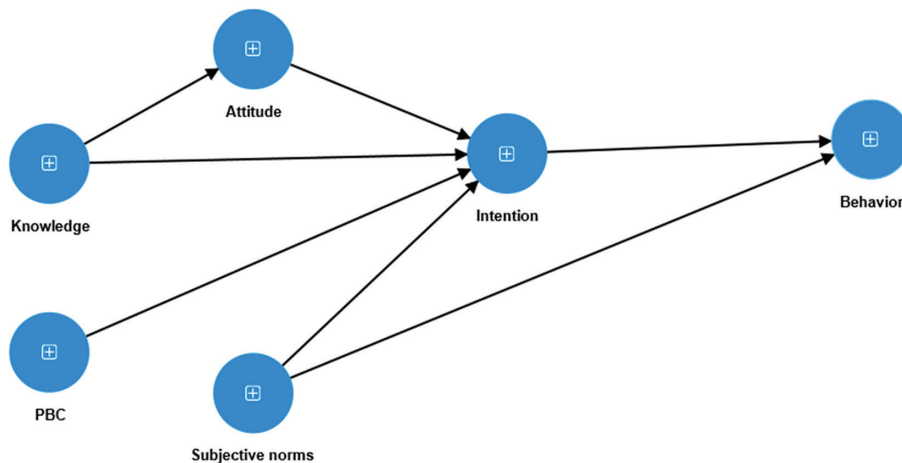 Attitude
Knowledge
Intention
Behavior
PBC
Subjective norms